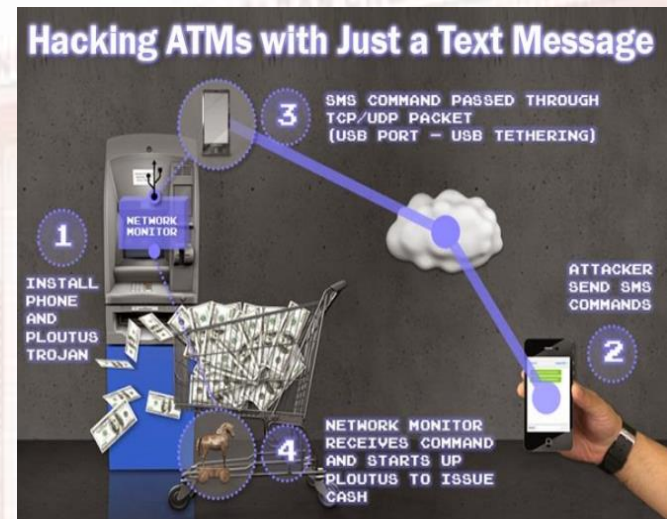 Hacking ATMs with Just a Text Message
3
SMS COMMAND PASSED THROUGH
TCP/UDP PACKET
(USB PORT – USB TETHERING)
NETWORK
MONITOR
1
INSTALL
PHONE
AND
PLOUTUS
TROJAN
ATTACKER
SEND SMS
COMMANDS
2
4
NETWORK MONITOR
RECEIVES COMMAND
AND STARTS UP
PLOUTUS TO ISSUE
CASH